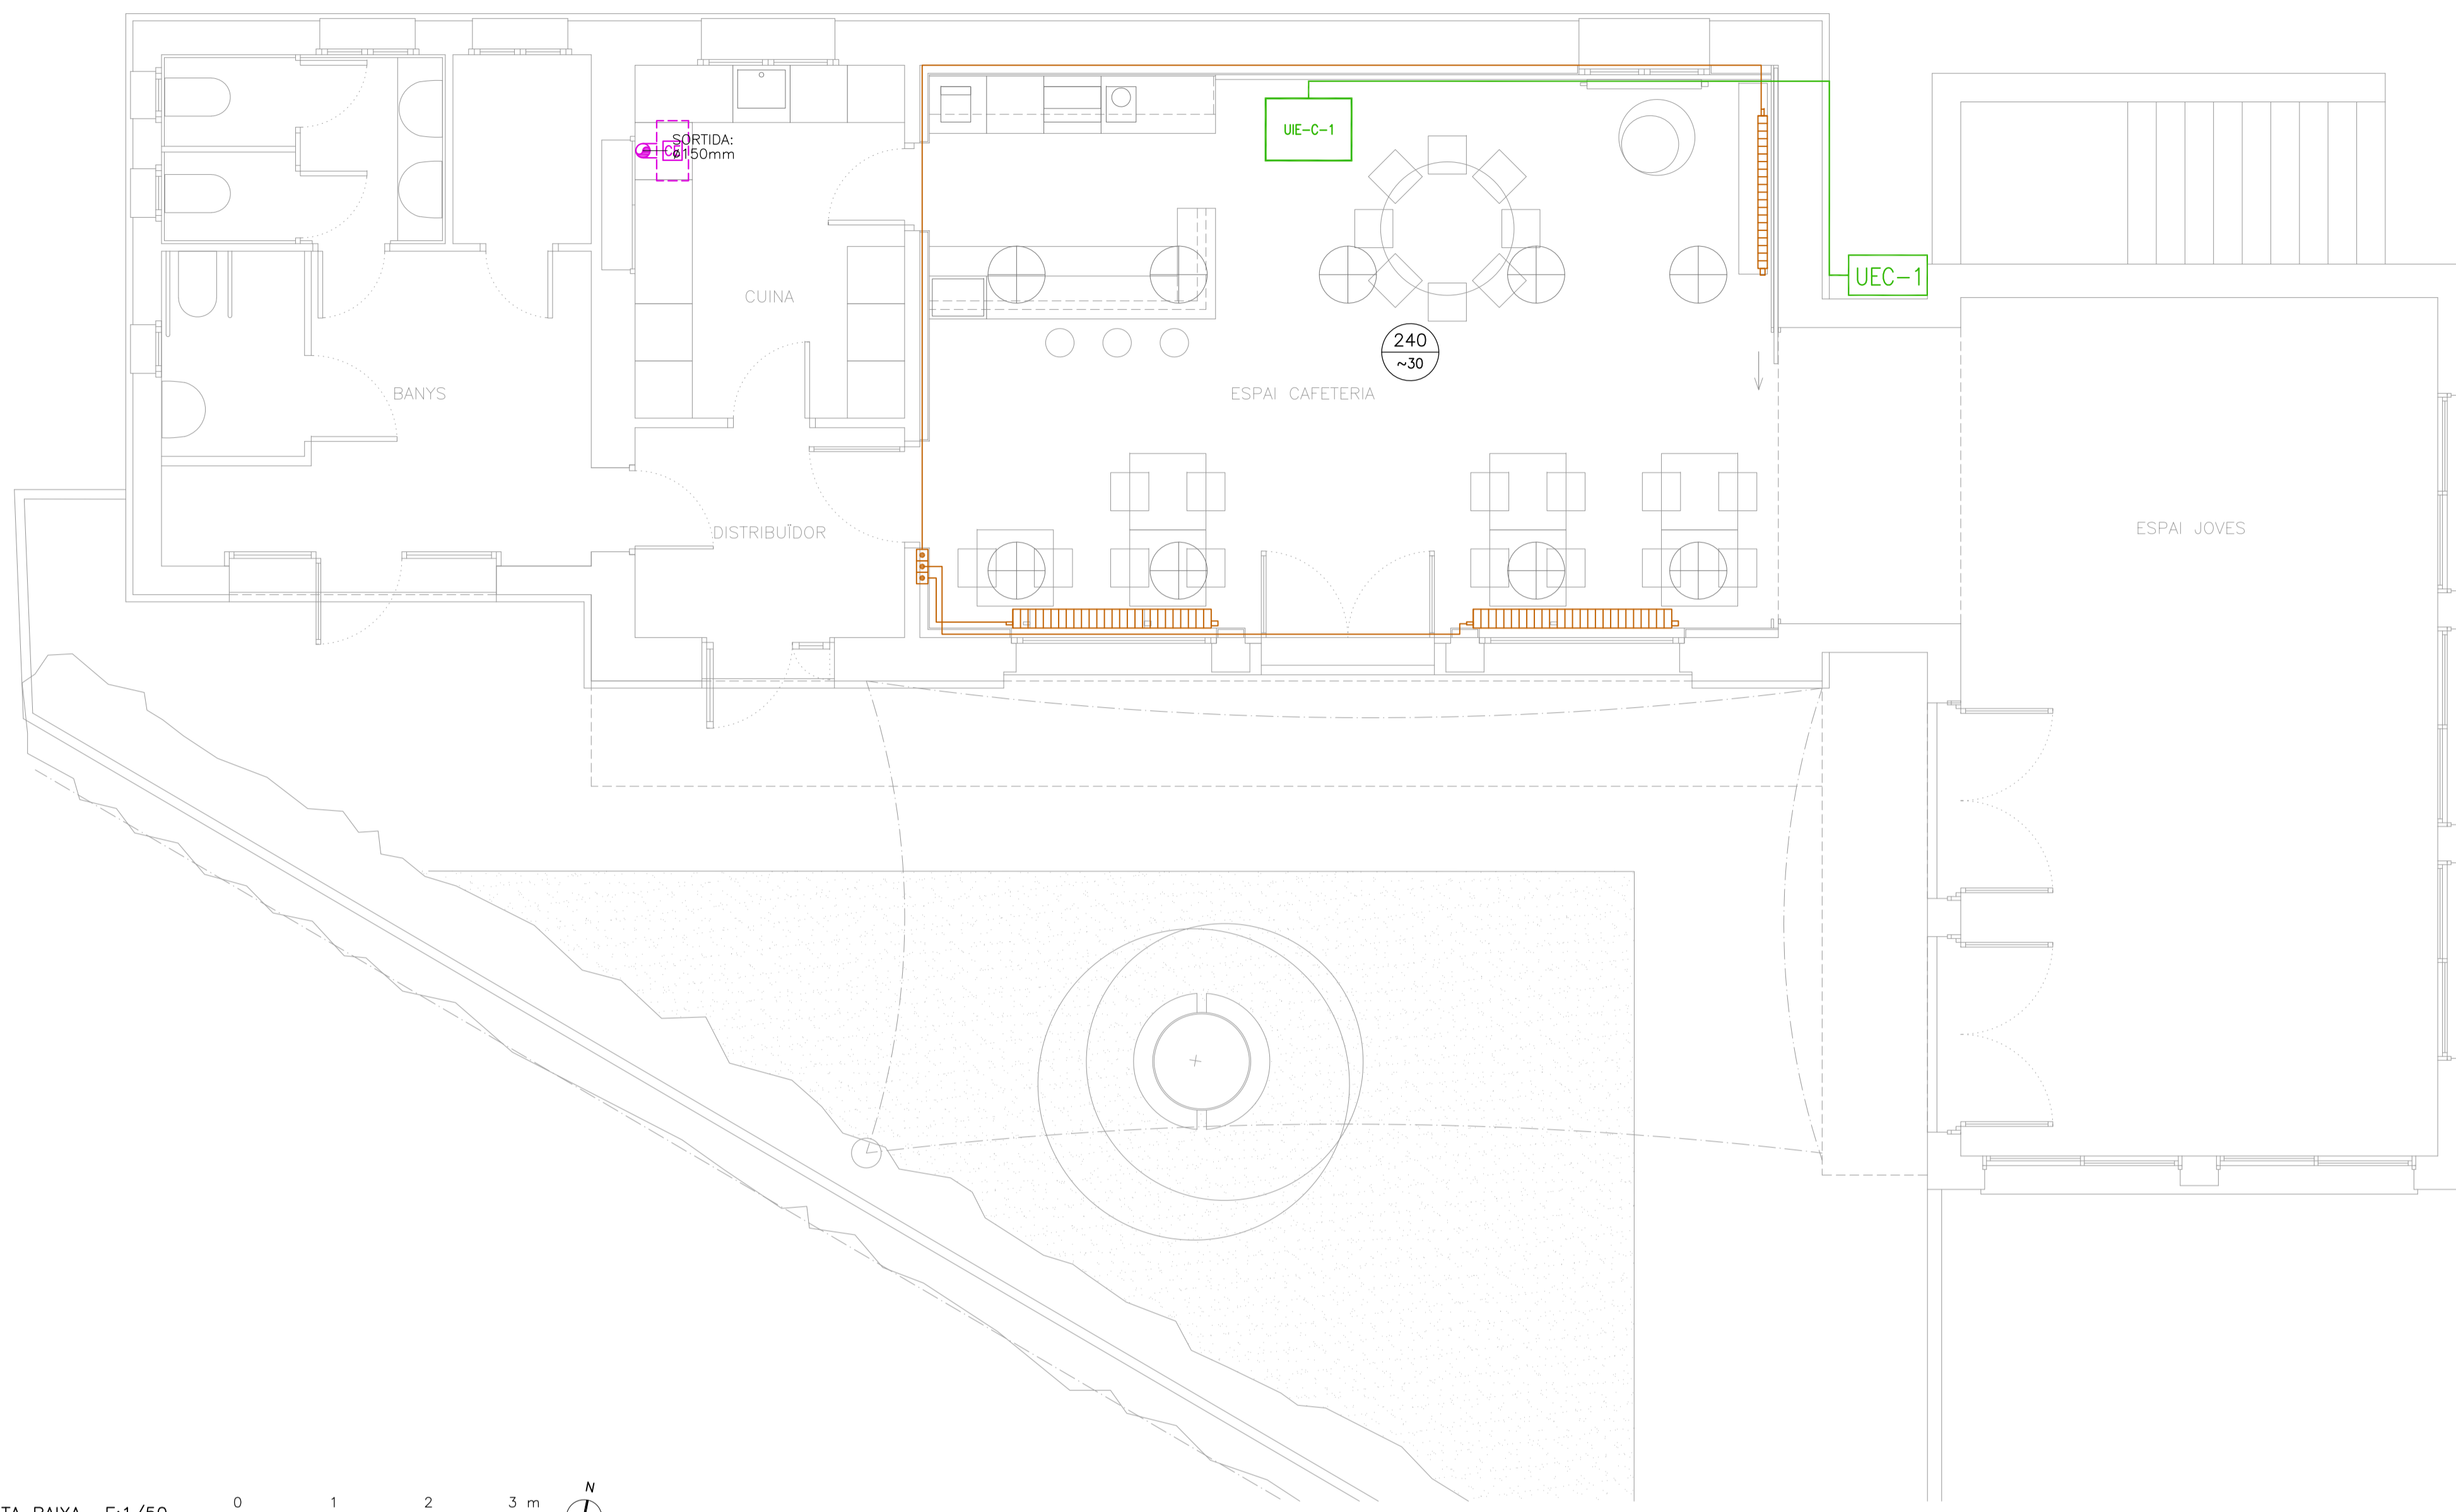 SORTIDA:
ø150mm
CE
UIE-C-1
UEC-1
CUINA
240
~30
BANYS
ESPAI CAFETERIA
DISTRIBUÏDOR
ESPAI JOVES
N
0 1 2 3 m